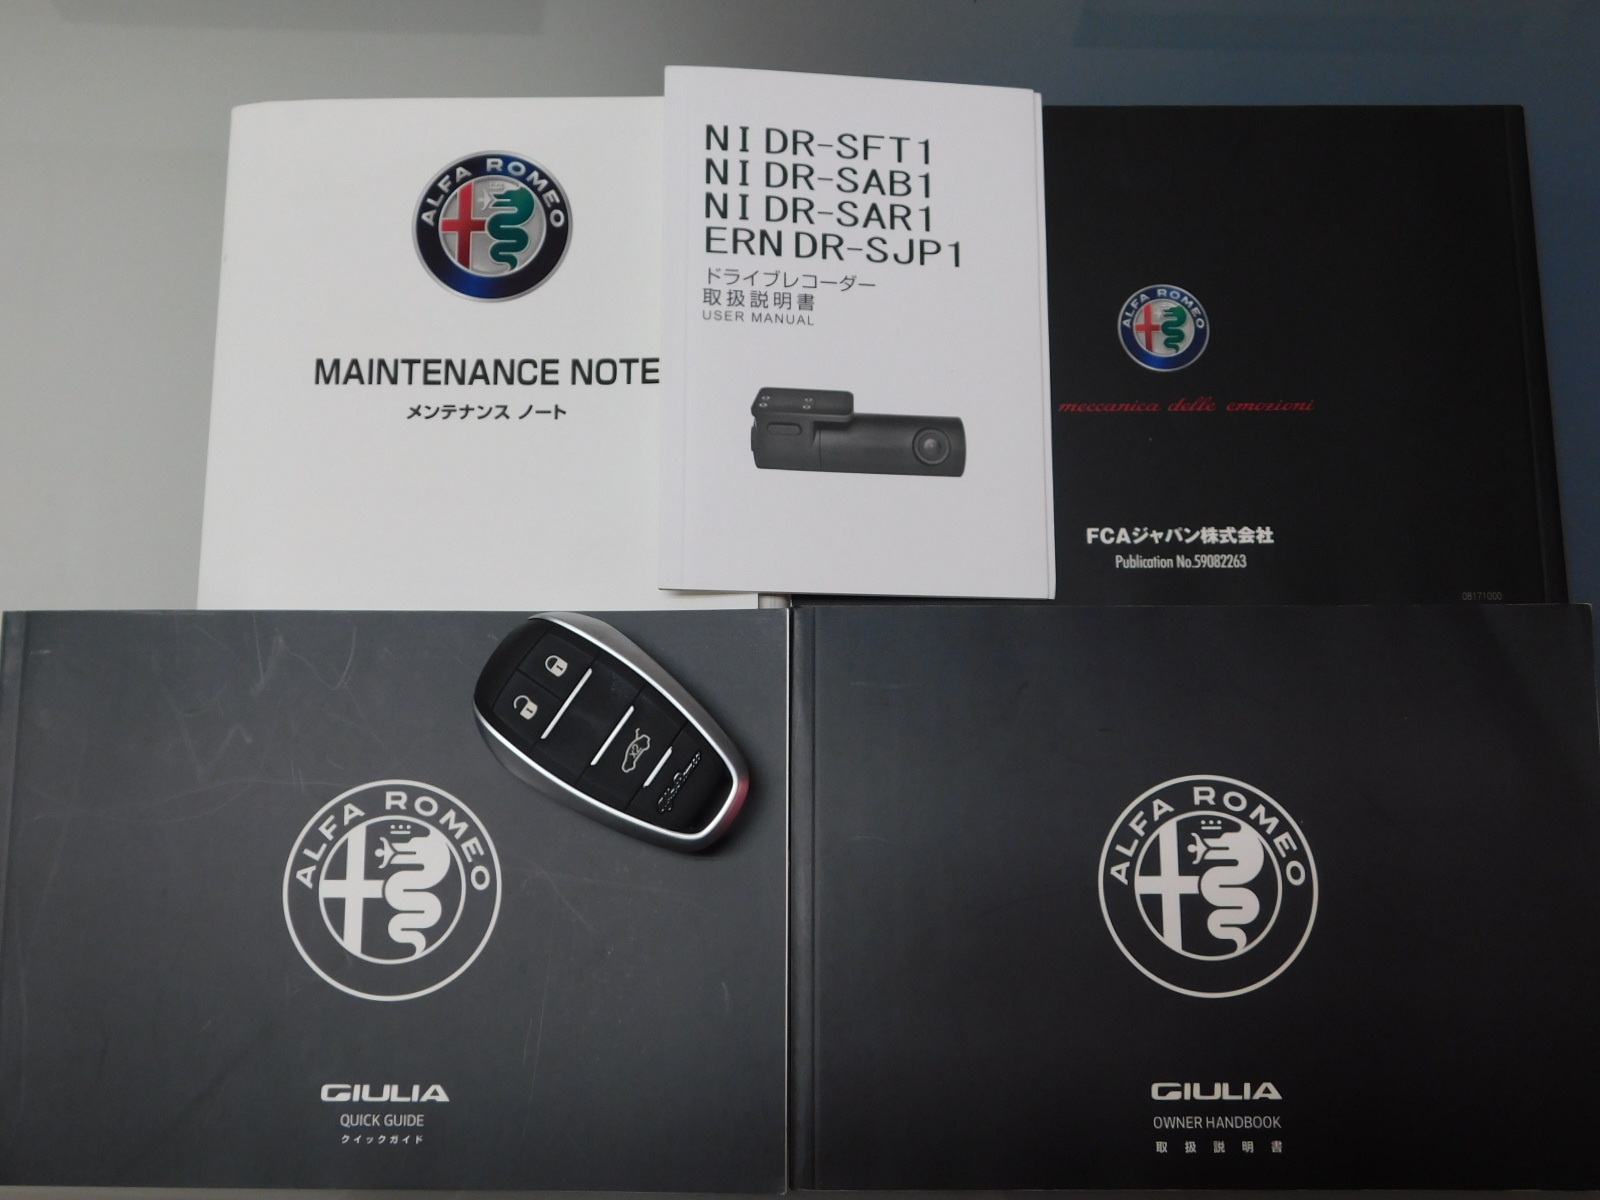 ALFA ROMEO
MAINTENANCE NOTE
メンテナンス ノート
NI DR-SFT1
NI DR-SAB1
NI DR-SAR1
ERN DR-SJP1
ドライブレコーダー
取扱説明書
USER MANUAL
ALFA ROMEO
meccanica delle emozioni
FCAジャパン株式会社
Publication No.59082263
08171000
X2
Alfa Romeo
ALFA ROMEO
GIULIA
QUICK GUIDE
クイックガイド
ALFA ROMEO
GIULIA
OWNER HANDBOOK
取扱説明書